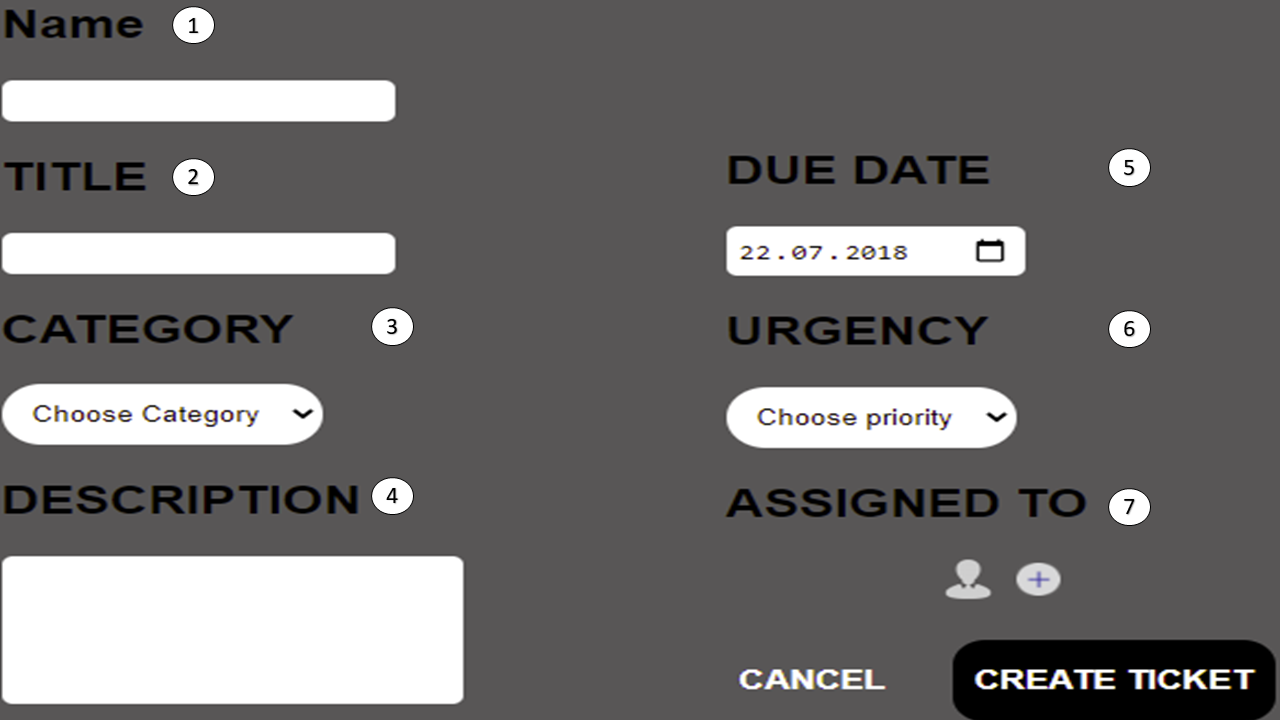 Name 1
TITLE 2
CATEGORY 3
Choose Category
DESCRIPTION 4
DUE DATE 5
22.07.2018
URGENCY 6
Choose priority
ASSIGNED TO 7
CANCEL
CREATE TICKET